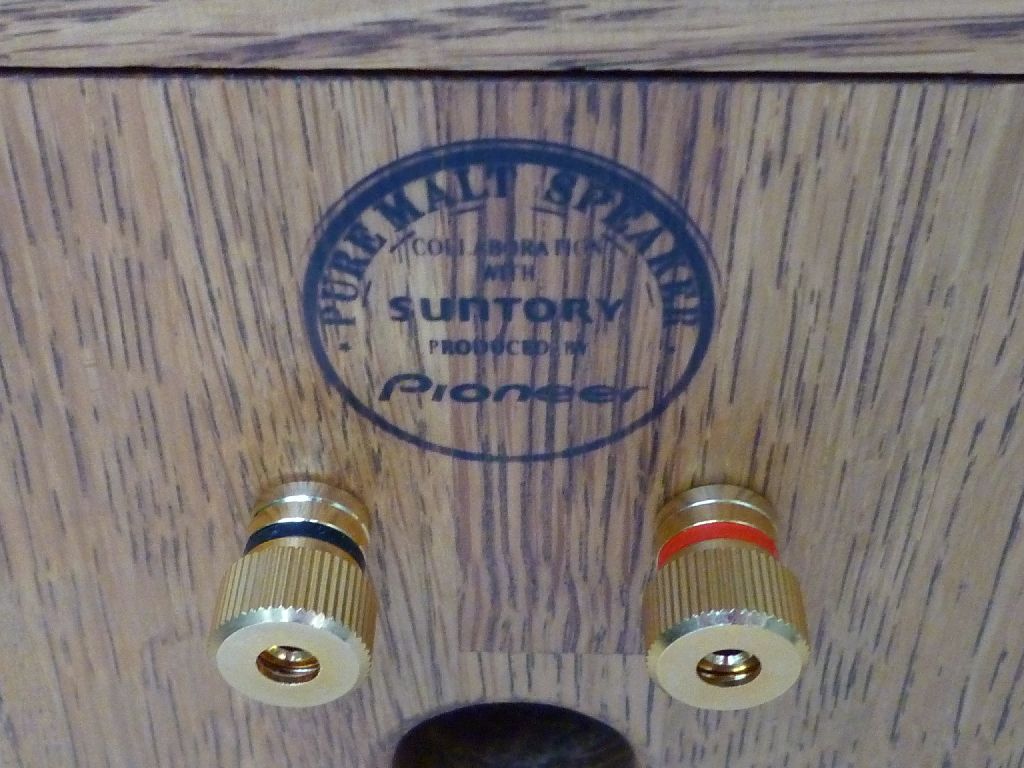 PURE MALT SPEAKER
COLLABORATION
WITH
SUNTORY
PRODUCED BY
Pioneer